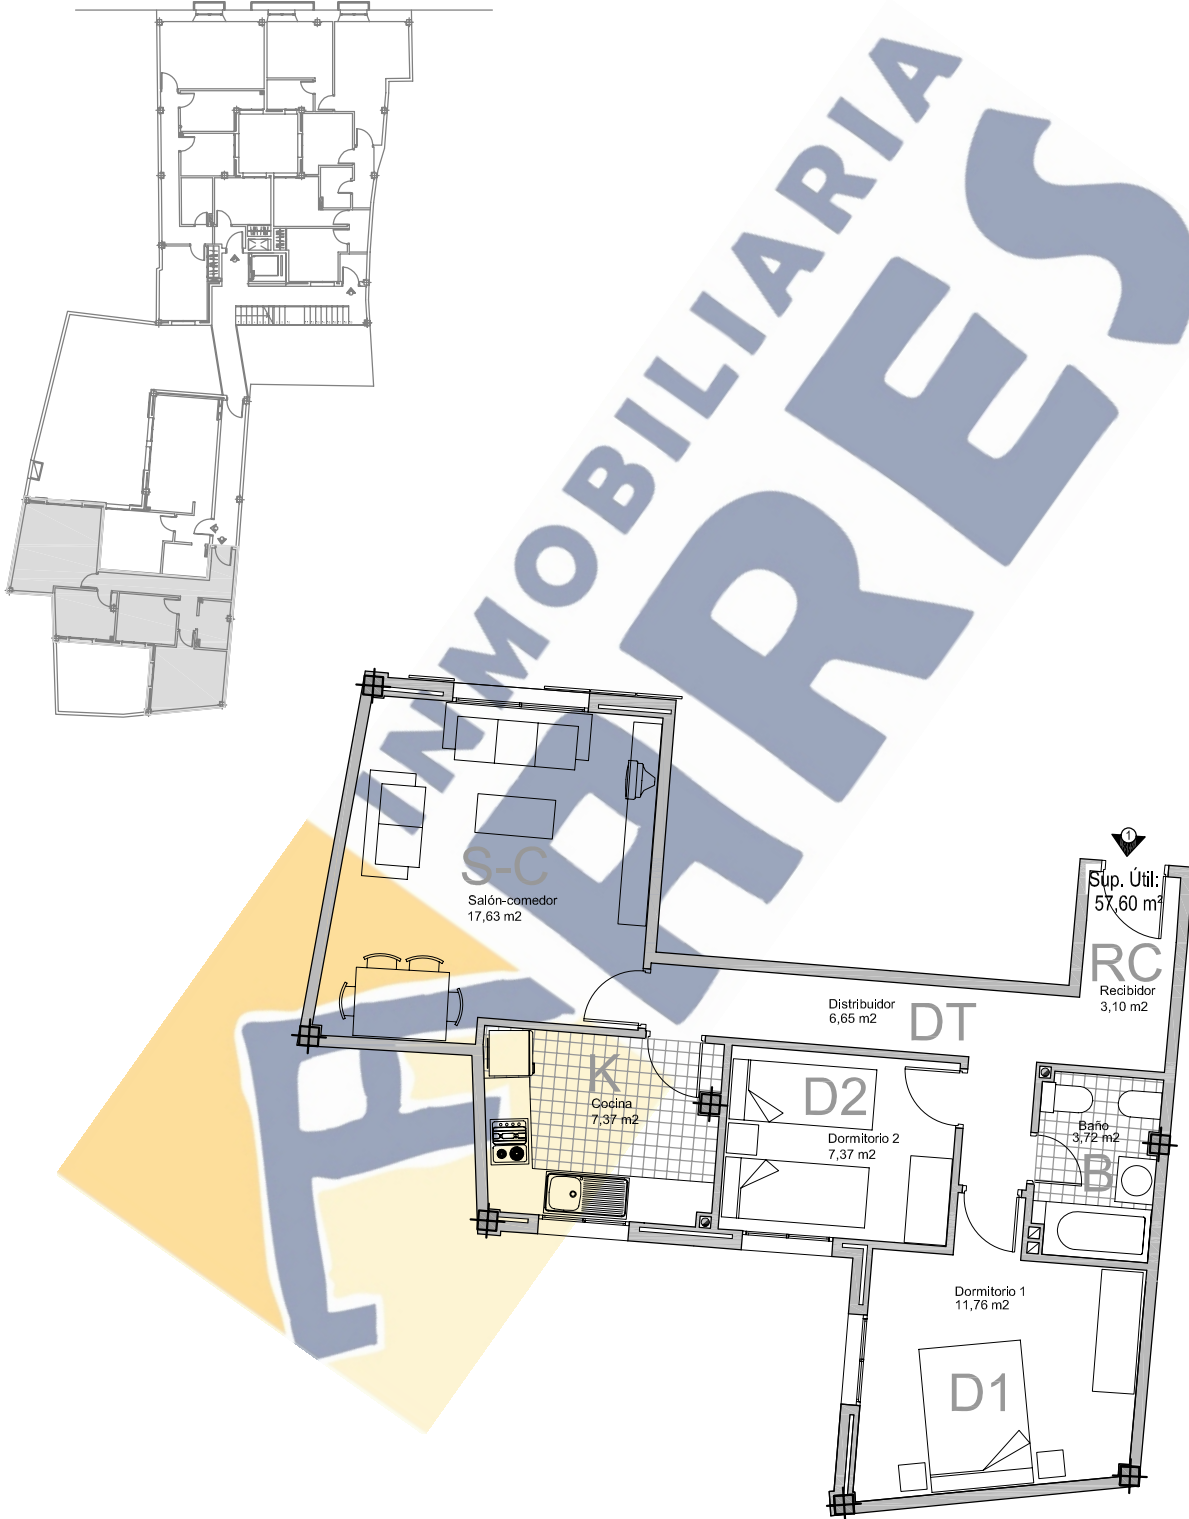 INMOBILIARIA
ARES
1
Sup. Útil:
57,60 m²
S-C
Salón-comedor
17,63 m2
RC
Recibidor
3,10 m2
Distribuidor
6,65 m2
DT
K
Cocina
7,37 m2
D2
Dormitorio 2
7,37 m2
Baño
3,72 m2
B
Dormitorio 1
11,76 m2
D1